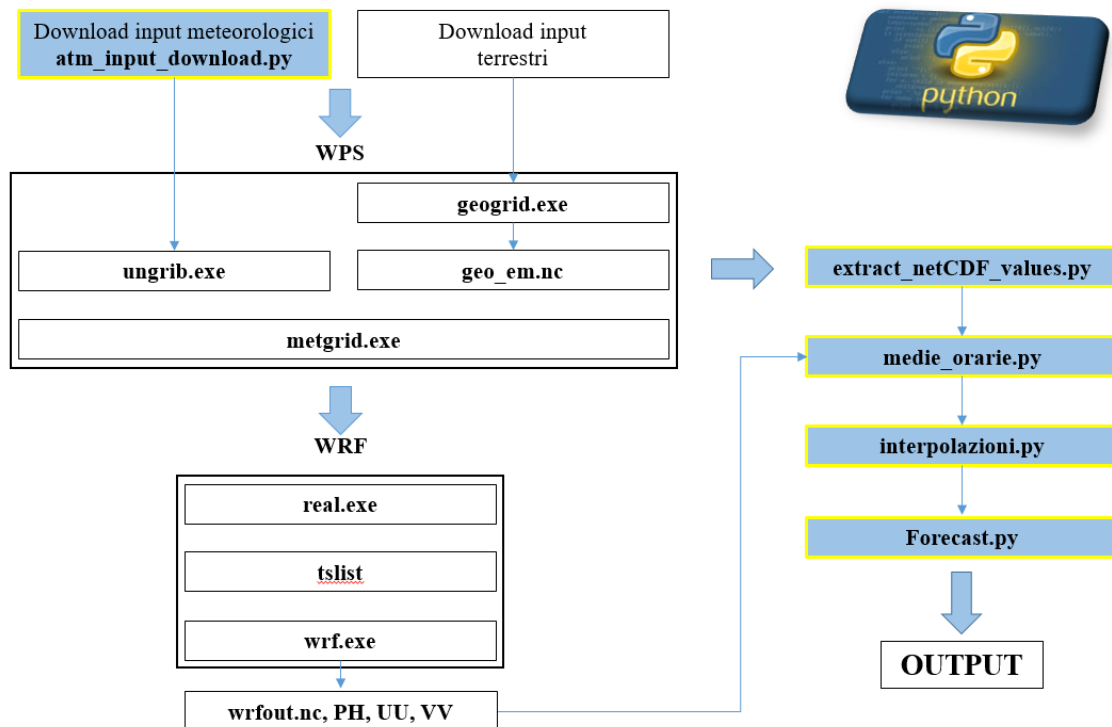 Download input meteorologici
atm_input_download.py
Download input
terrestri
python
WPS
geogrid.exe
ungrib.exe
geo_em.nc
metgrid.exe
extract_netCDF_values.py
medie_orarie.py
interpolazioni.py
Forecast.py
OUTPUT
WRF
real.exe
tslist
wrf.exe
wrfout.nc, PH, UU, VV